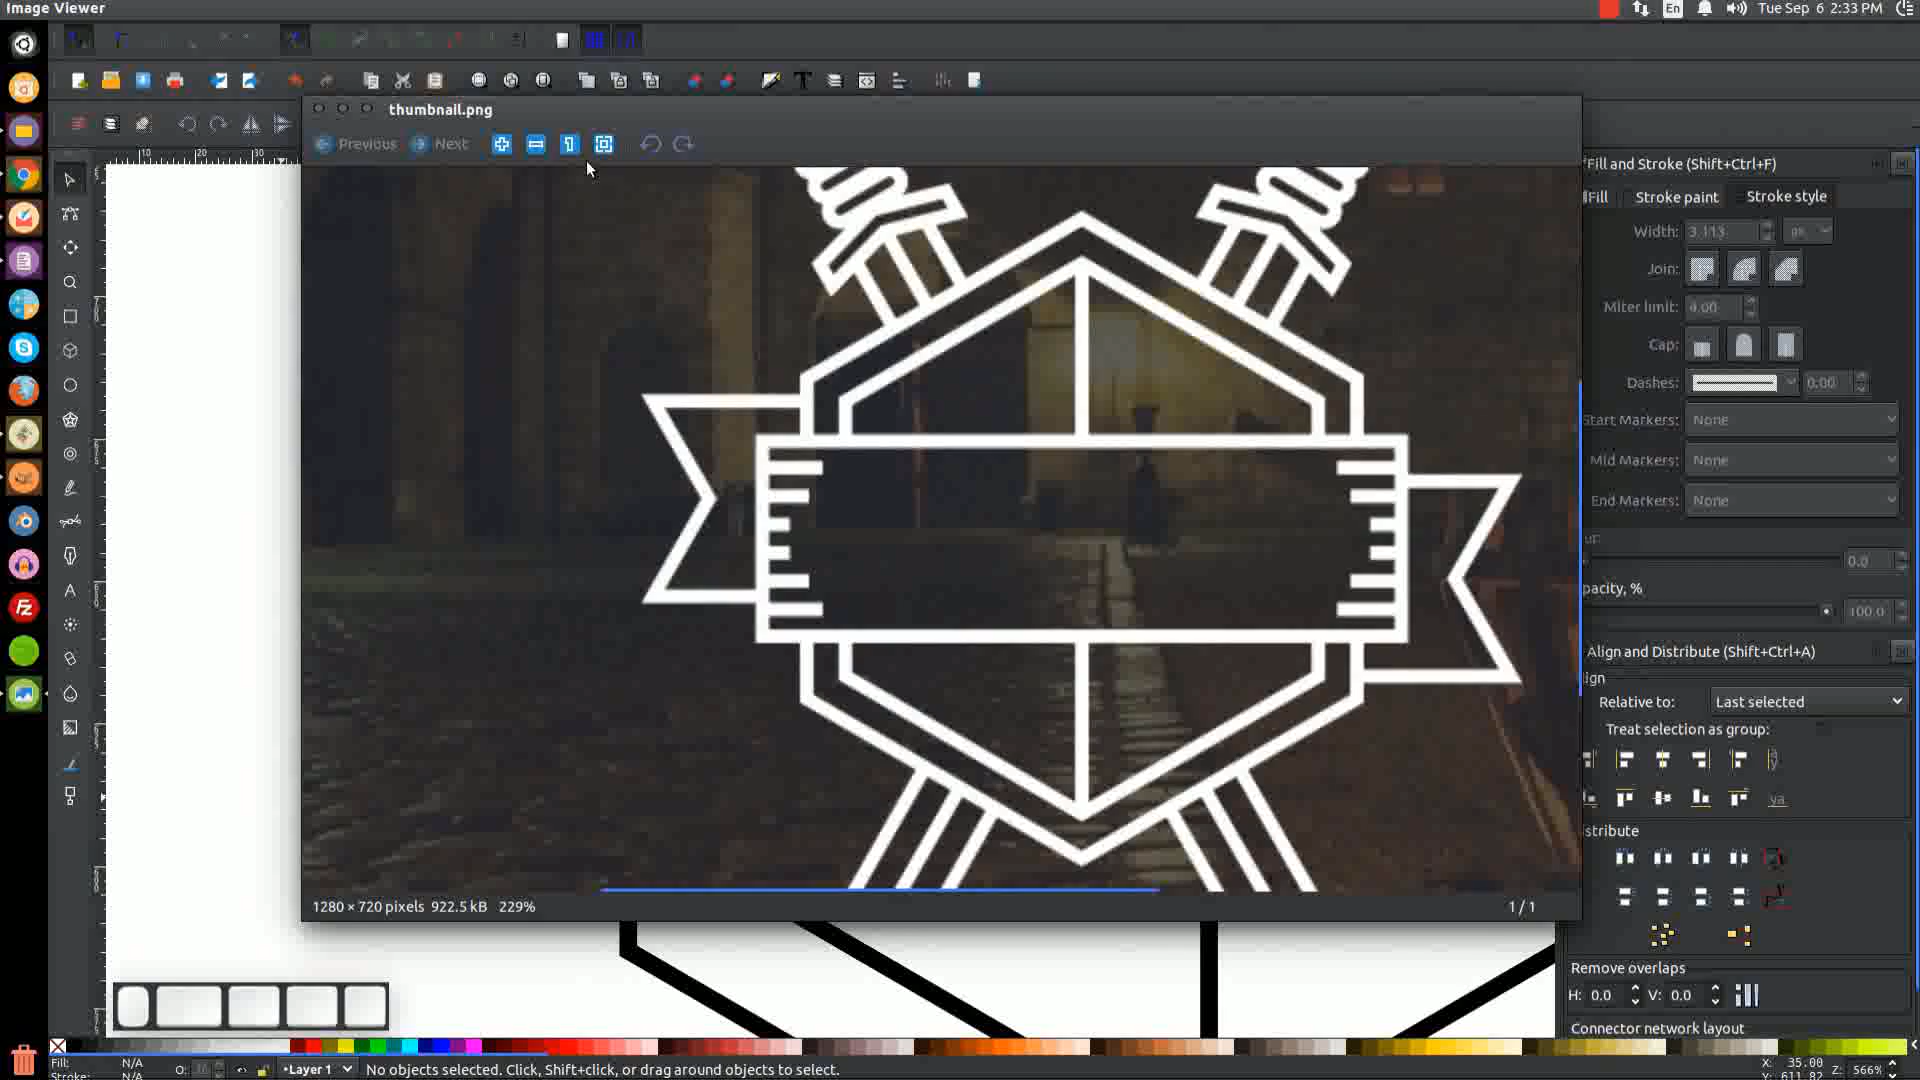 Image Viewer
En
Tue Sep 6 2:33 PM
thumbnail.png
Previous
Next
10
20
30
Fill and Stroke (Shift+Ctrl+F)
Fill
Stroke paint
Stroke style
Width:
3.113
px
Join:
Miter limit:
4.00
Cap:
Dashes:
0.00
Start Markers:
None
Mid Markers:
None
End Markers:
None
ur:
0.0
pacity, %
100.0
Align and Distribute (Shift+Ctrl+A)
ign
Relative to:
Last selected
Treat selection as group:
istribute
Remove overlaps
H:
0.0
V:
0.0
Connector network layout
1280 × 720 pixels 922.5 kB 229%
1 / 1
Fill:
N/A
Stroke:
N/A
O:
•Layer 1
No objects selected. Click, Shift+click, or drag around objects to select.
X: 35.00
Y: 611.82
Z:
566%